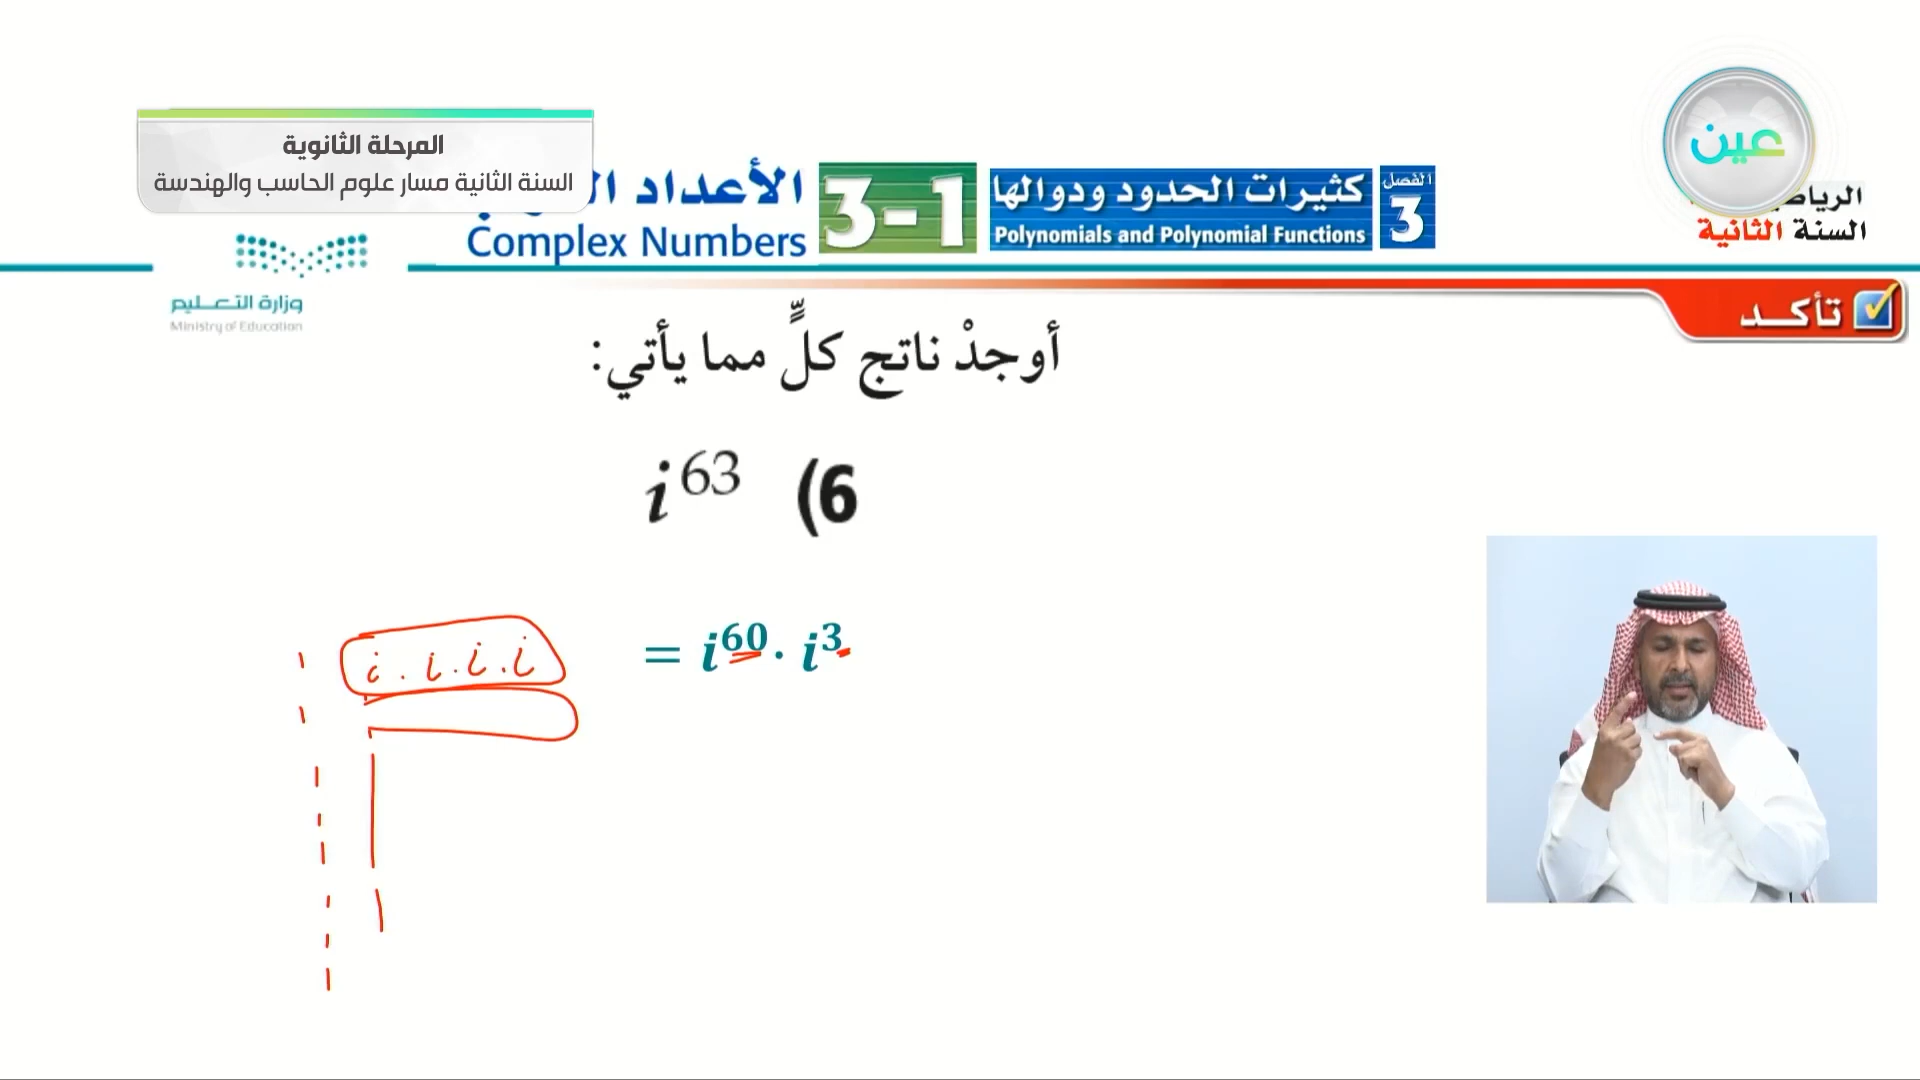 المرحلة الثانوية
السنة الثانية مسار علوم الحاسب والهندسة
عين
السنة الثانية
الفصل 3
كثيرات الحدود ودوالها
Polynomials and Polynomial Functions
3-1
الأعداد
Complex Numbers
وزارة التعليم
Ministry of Education
تأكد
أوجدْ ناتج كلٍّ مما يأتي:
6) i^63
= i^60 · i^3
i . i . i . i